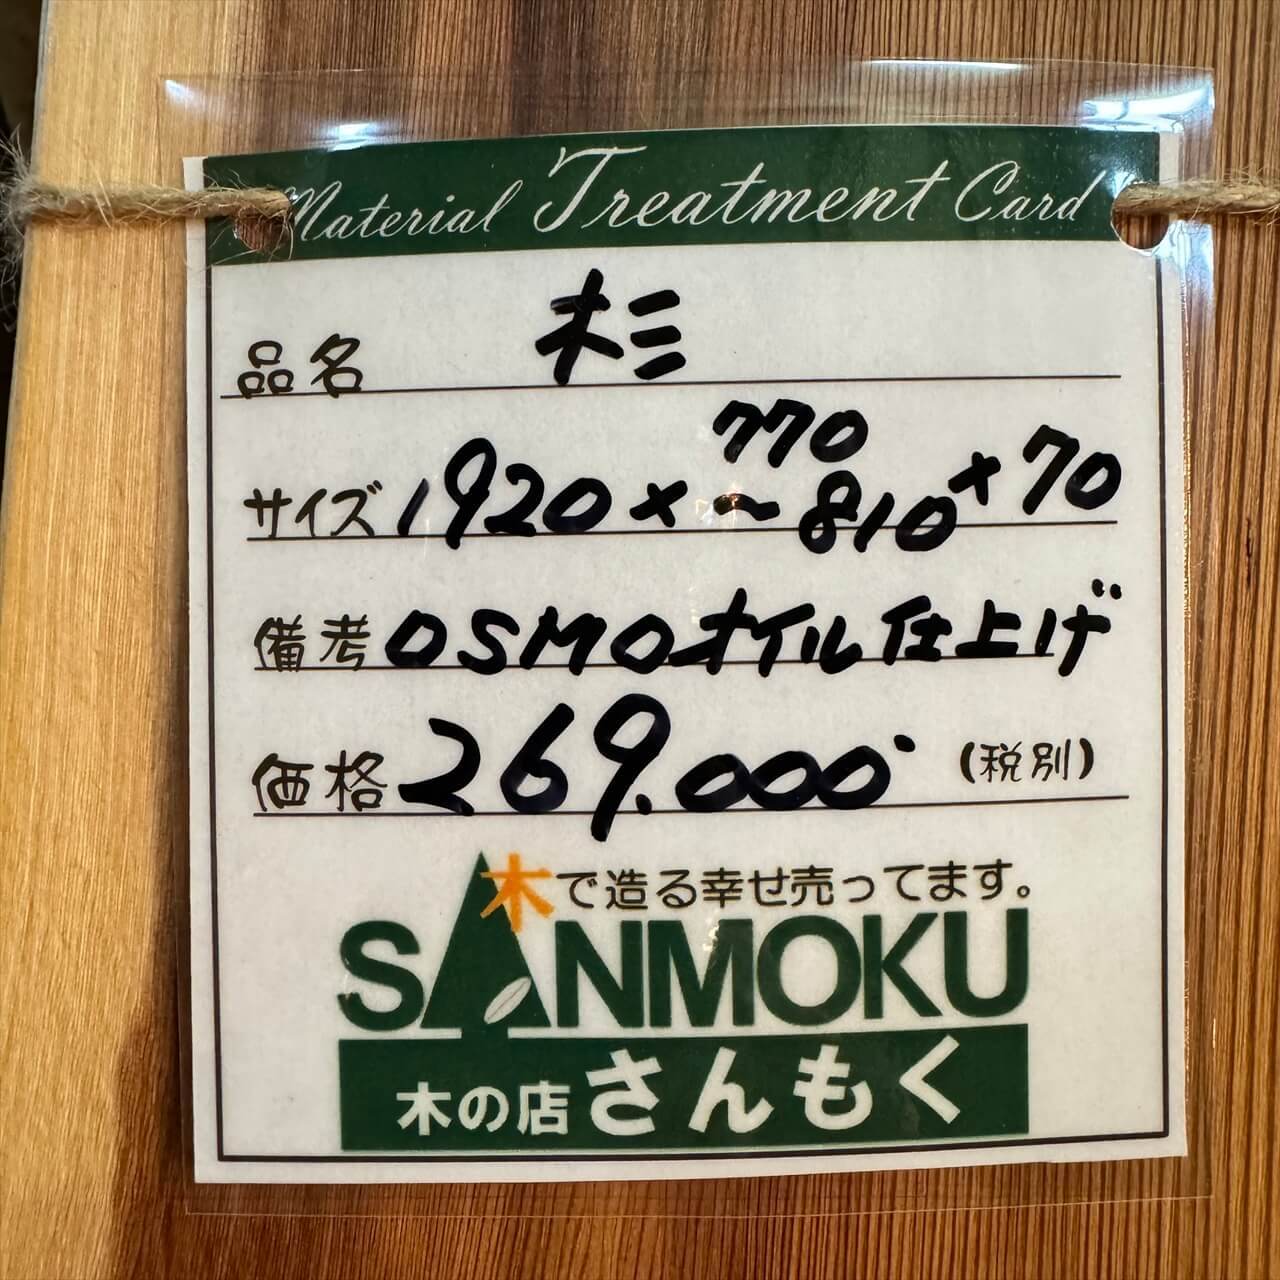 Material Treatment Card
品名 杉
サイズ 1920×770～810×70
備考 OSMOオイル仕上げ
価格 269.000 (税別)
木で造る幸せ売ってます。
SANMOKU
木の店さんもく